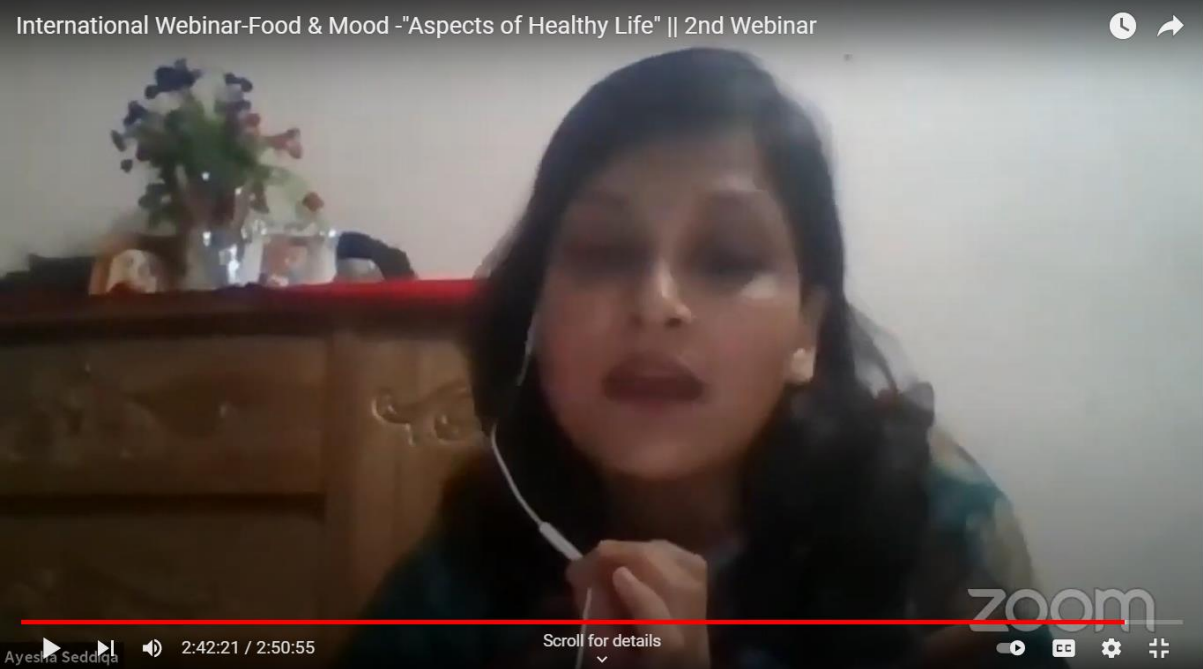 International Webinar-Food & Mood -"Aspects of Healthy Life" || 2nd Webinar
zoom
2:42:21 / 2:50:55
Scroll for details
CC
Ayesha Seddiqa